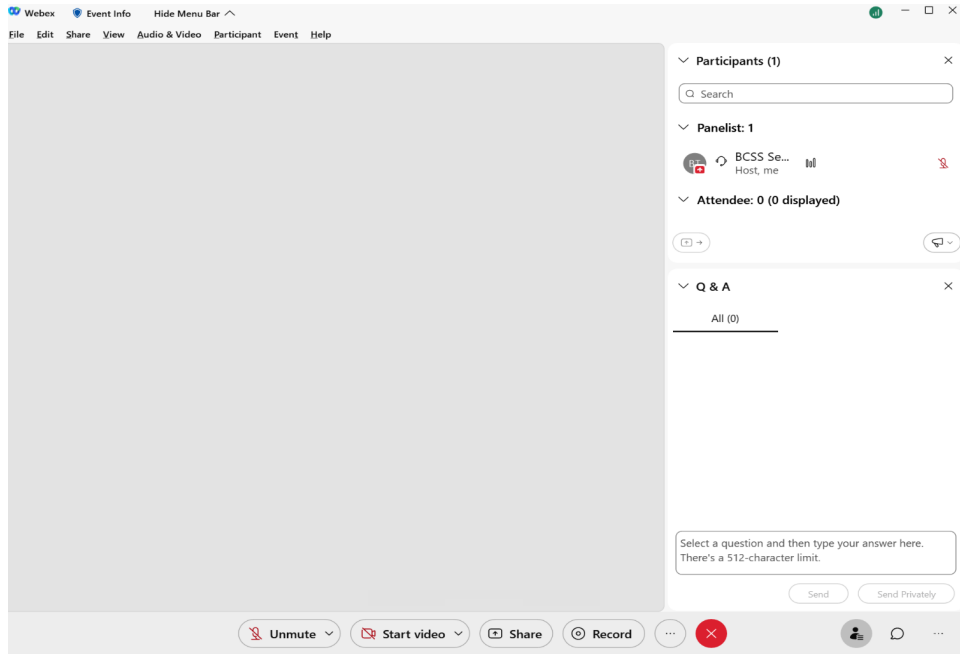 Webex Event Info Hide Menu Bar
File Edit Share View Audio & Video Participant Event Help
Participants (1)
Search
Panelist: 1
BT
BCSS Se...
Host, me
Attendee: 0 (0 displayed)
Q & A
All (0)
Select a question and then type your answer here.
There's a 512-character limit.
Send Send Privately
Unmute Start video Share Record